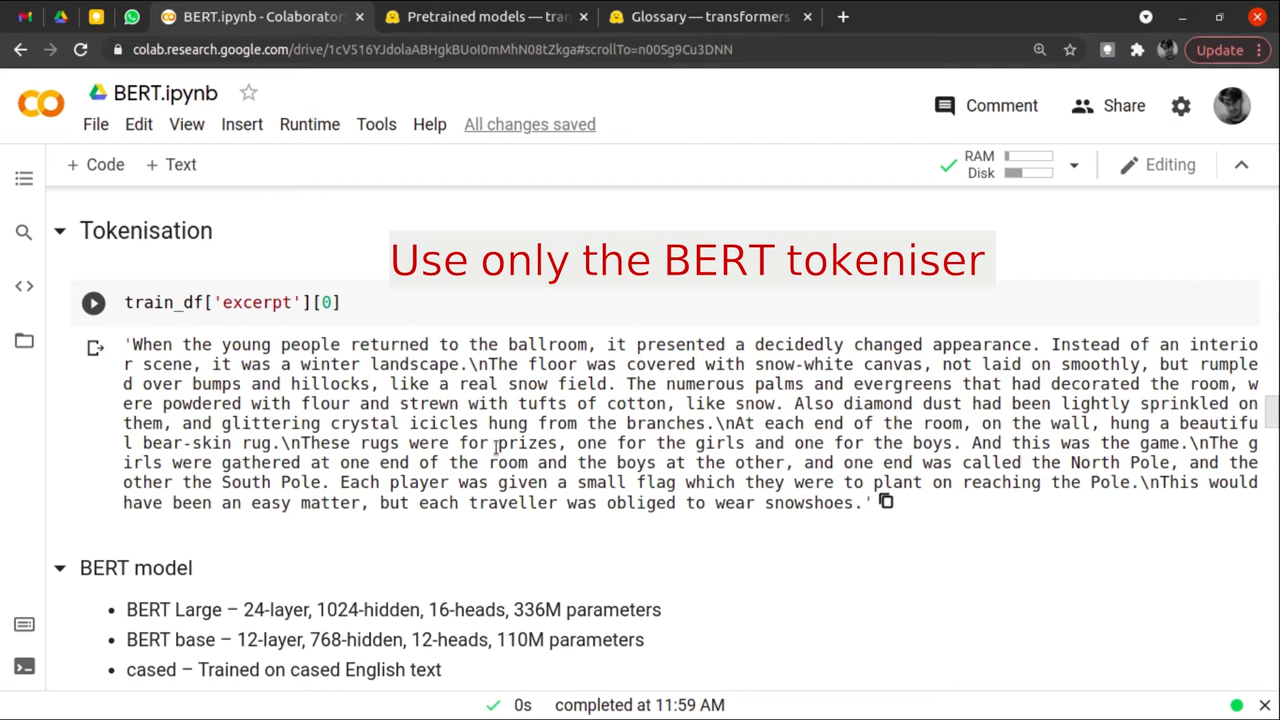 BERT.ipynb - Colaboratory
Pretrained models — tran
Glossary — transformers
colab.research.google.com/drive/1cV516YJdolaABHgkBUoI0mMhN08tZkga#scrollTo=n00Sg9Cu3DNN
Update
BERT.ipynb
Comment
Share
File Edit View Insert Runtime Tools Help All changes saved
+ Code + Text
RAM
Disk
Editing
Tokenisation
Use only the BERT tokeniser
train_df['excerpt'][0]
'When the young people returned to the ballroom, it presented a decidedly changed appearance. Instead of an interio
r scene, it was a winter landscape.\nThe floor was covered with snow-white canvas, not laid on smoothly, but rumple
d over bumps and hillocks, like a real snow field. The numerous palms and evergreens that had decorated the room, w
ere powdered with flour and strewn with tufts of cotton, like snow. Also diamond dust had been lightly sprinkled on
them, and glittering crystal icicles hung from the branches.\nAt each end of the room, on the wall, hung a beautifu
l bear-skin rug.\nThese rugs were for prizes, one for the girls and one for the boys. And this was the game.\nThe g
irls were gathered at one end of the room and the boys at the other, and one end was called the North Pole, and the
other the South Pole. Each player was given a small flag which they were to plant on reaching the Pole.\nThis would
have been an easy matter, but each traveller was obliged to wear snowshoes.'
BERT model
• BERT Large – 24-layer, 1024-hidden, 16-heads, 336M parameters
• BERT base – 12-layer, 768-hidden, 12-heads, 110M parameters
• cased – Trained on cased English text
0s completed at 11:59 AM